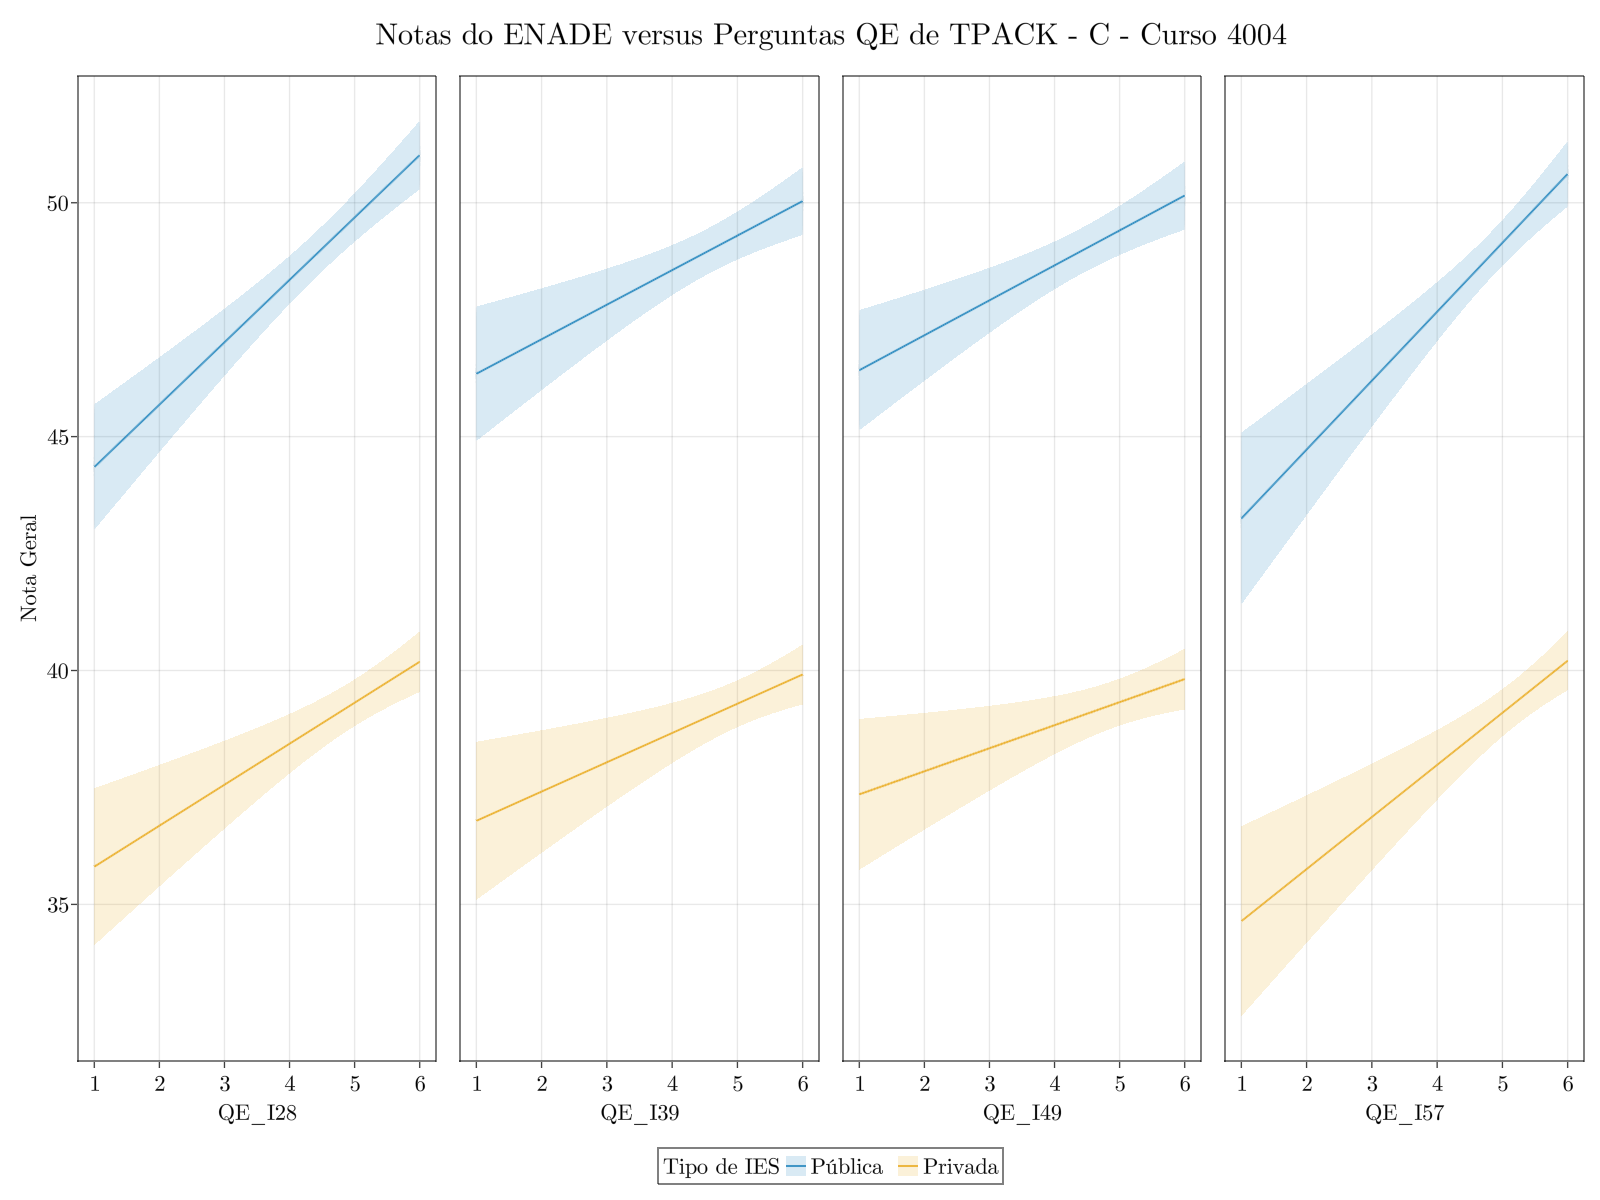 Notas do ENADE versus Perguntas QE de TPACK - C - Curso 4004
Nota Geral
50
45
40
35
1 2 3 4 5 6
QE_I28
1 2 3 4 5 6
QE_I39
1 2 3 4 5 6
QE_I49
1 2 3 4 5 6
QE_I57
Tipo de IES Pública Privada